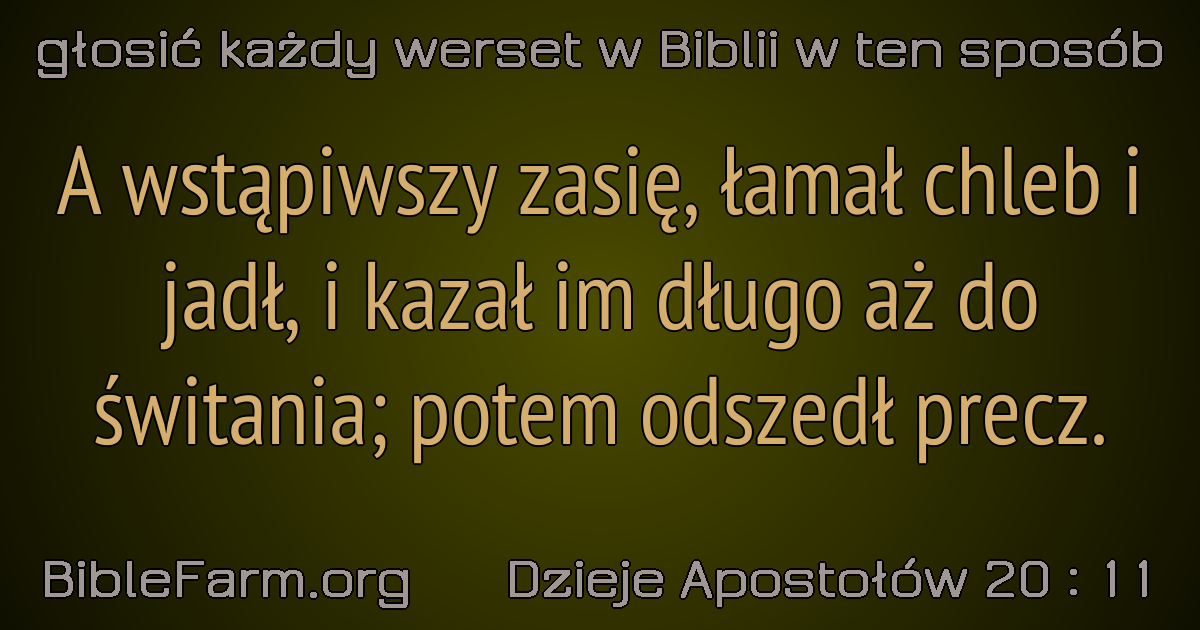 głosić każdy werset w Biblii w ten sposób
A wstąpiwszy zasię, łamał chleb i
jadł, i kazał im długo aż do
świtania; potem odszedł precz.
BibleFarm.org Dzieje Apostołów 20 : 11